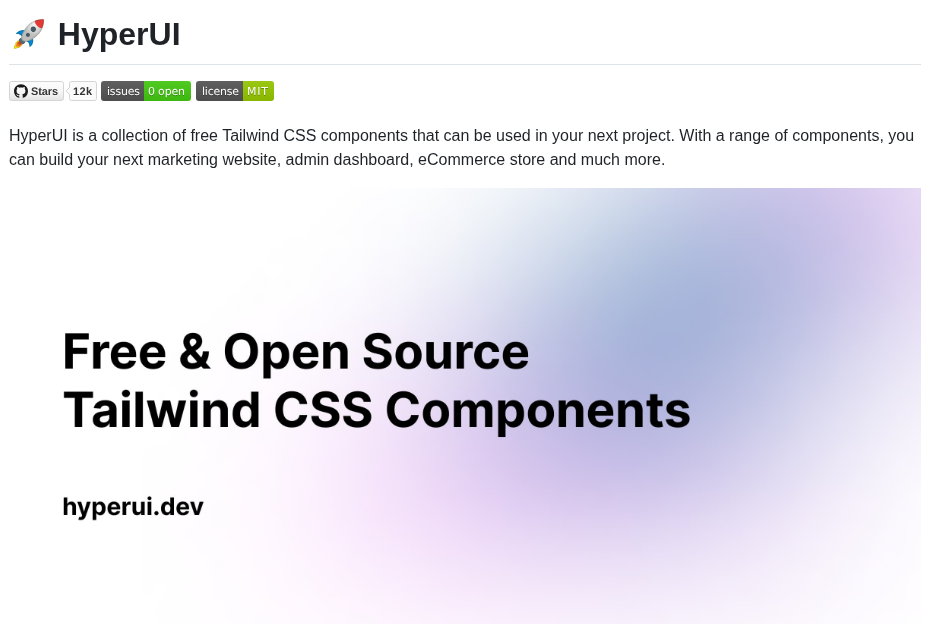 🚀 HyperUI
Stars 12k issues 0 open license MIT
HyperUI is a collection of free Tailwind CSS components that can be used in your next project. With a range of components, you
can build your next marketing website, admin dashboard, eCommerce store and much more.
Free & Open Source
Tailwind CSS Components
hyperui.dev